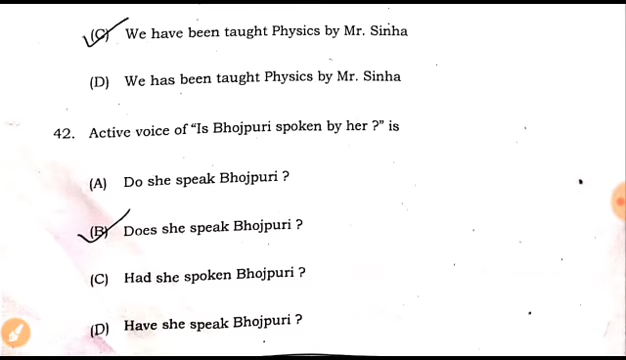 (C) We have been taught Physics by Mr. Sinha
(D) We has been taught Physics by Mr. Sinha
42. Active voice of “Is Bhojpuri spoken by her ?” is
(A) Do she speak Bhojpuri ?
(B) Does she speak Bhojpuri ?
(C) Had she spoken Bhojpuri ?
(D) Have she speak Bhojpuri ?